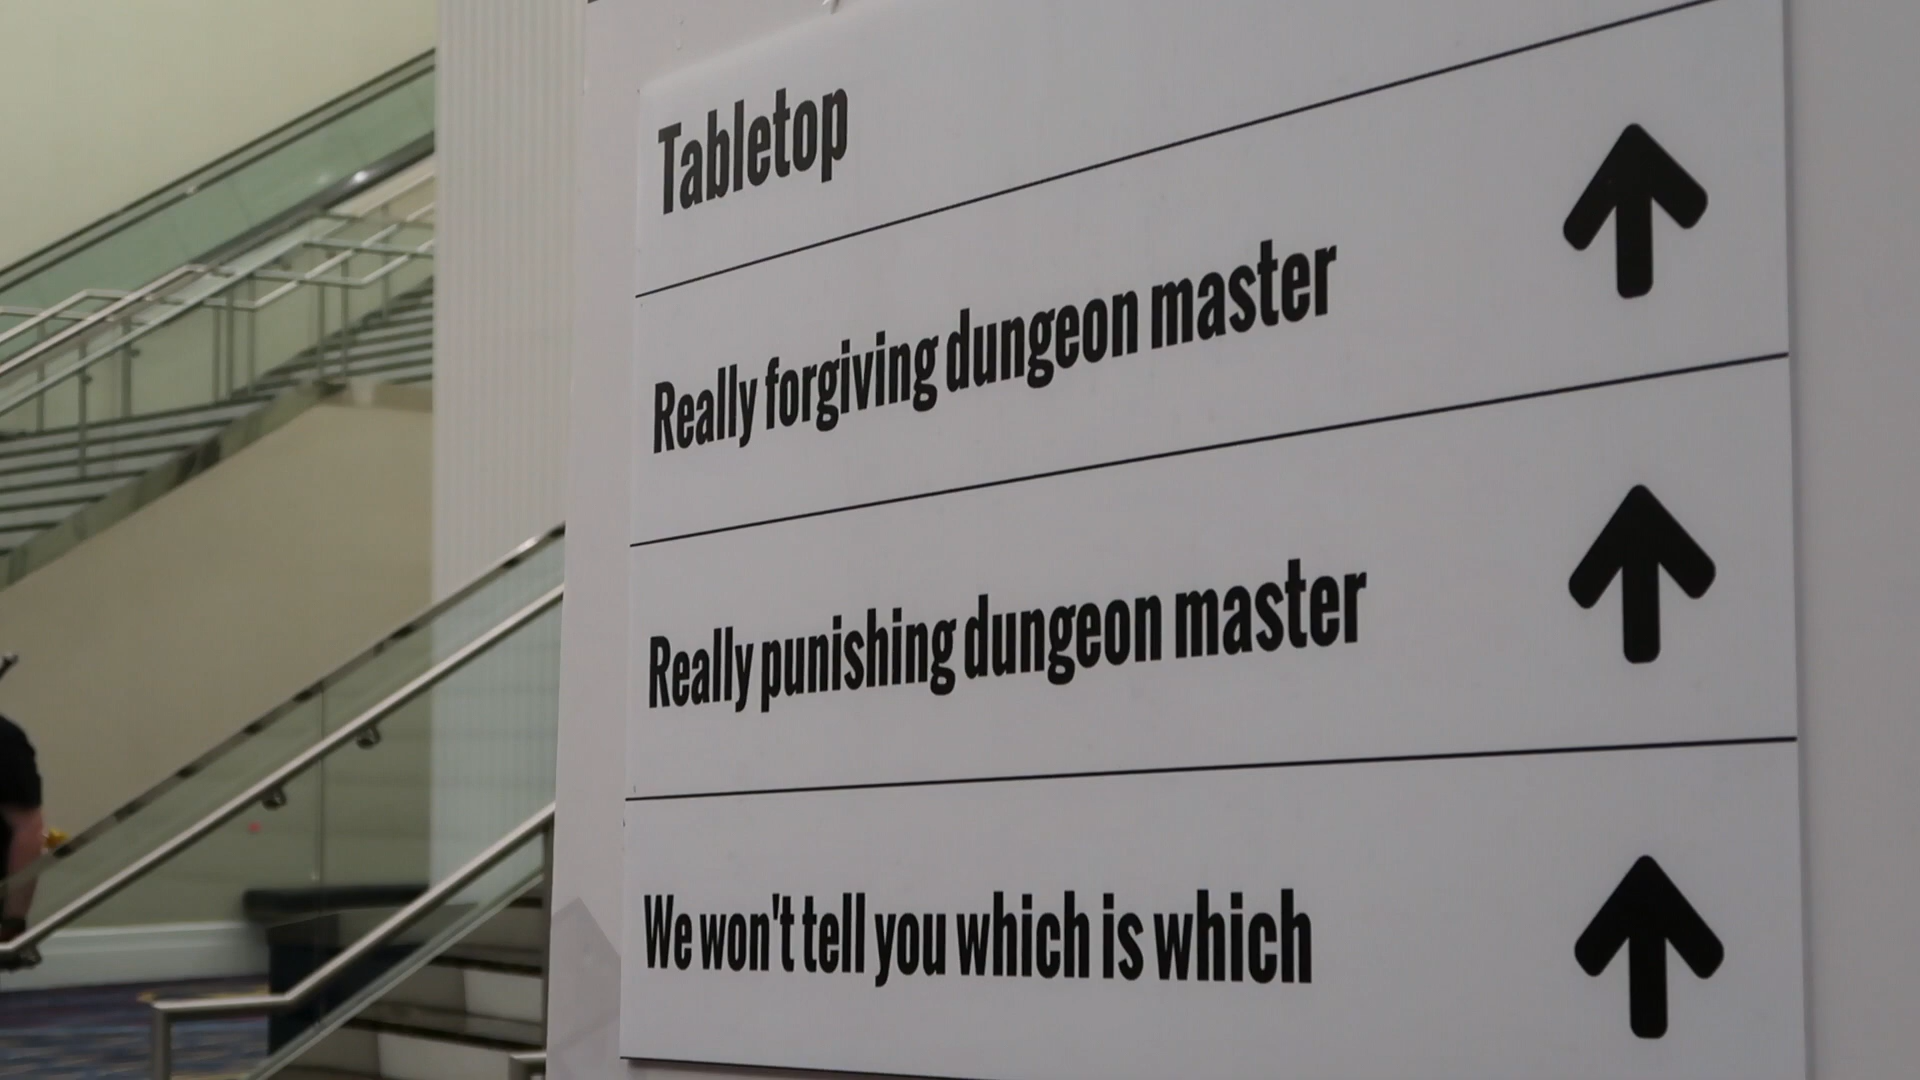 Tabletop
Really forgiving dungeon master
Really punishing dungeon master
We won't tell you which is which